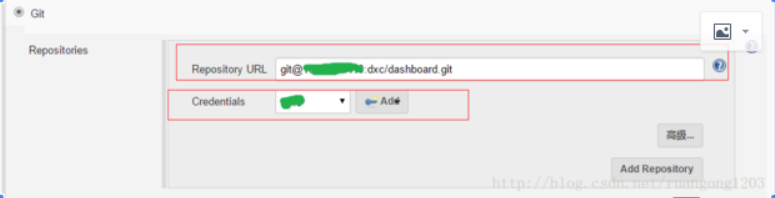 Git
Repositories
Repository URL
git@ :dxc/dashboard.git
Credentials
Add
高级...
Add Repository
http://blog.csdn.net/ruangong1203